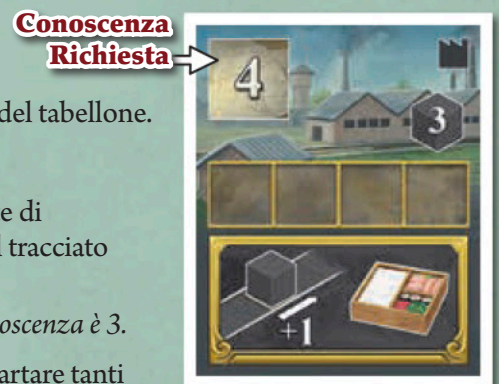 Conoscenza
Richiesta
4
3
+1
del tabellone.
e di
l tracciato
oscenza è 3.
artare tanti